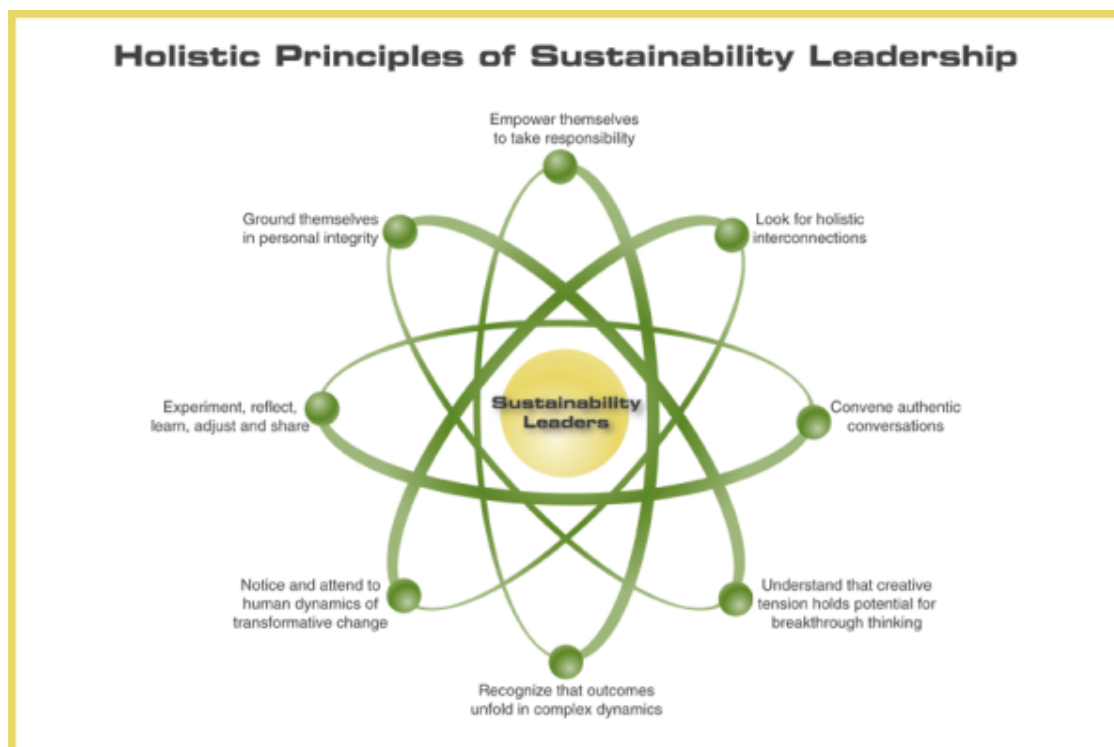 Holistic Principles of Sustainability Leadership
Empower themselves
to take responsibility
Ground themselves
in personal integrity
Look for holistic
interconnections
Sustainability
Leaders
Experiment, reflect,
learn, adjust and share
Convene authentic
conversations
Notice and attend to
human dynamics of
transformative change
Understand that creative
tension holds potential for
breakthrough thinking
Recognize that outcomes
unfold in complex dynamics